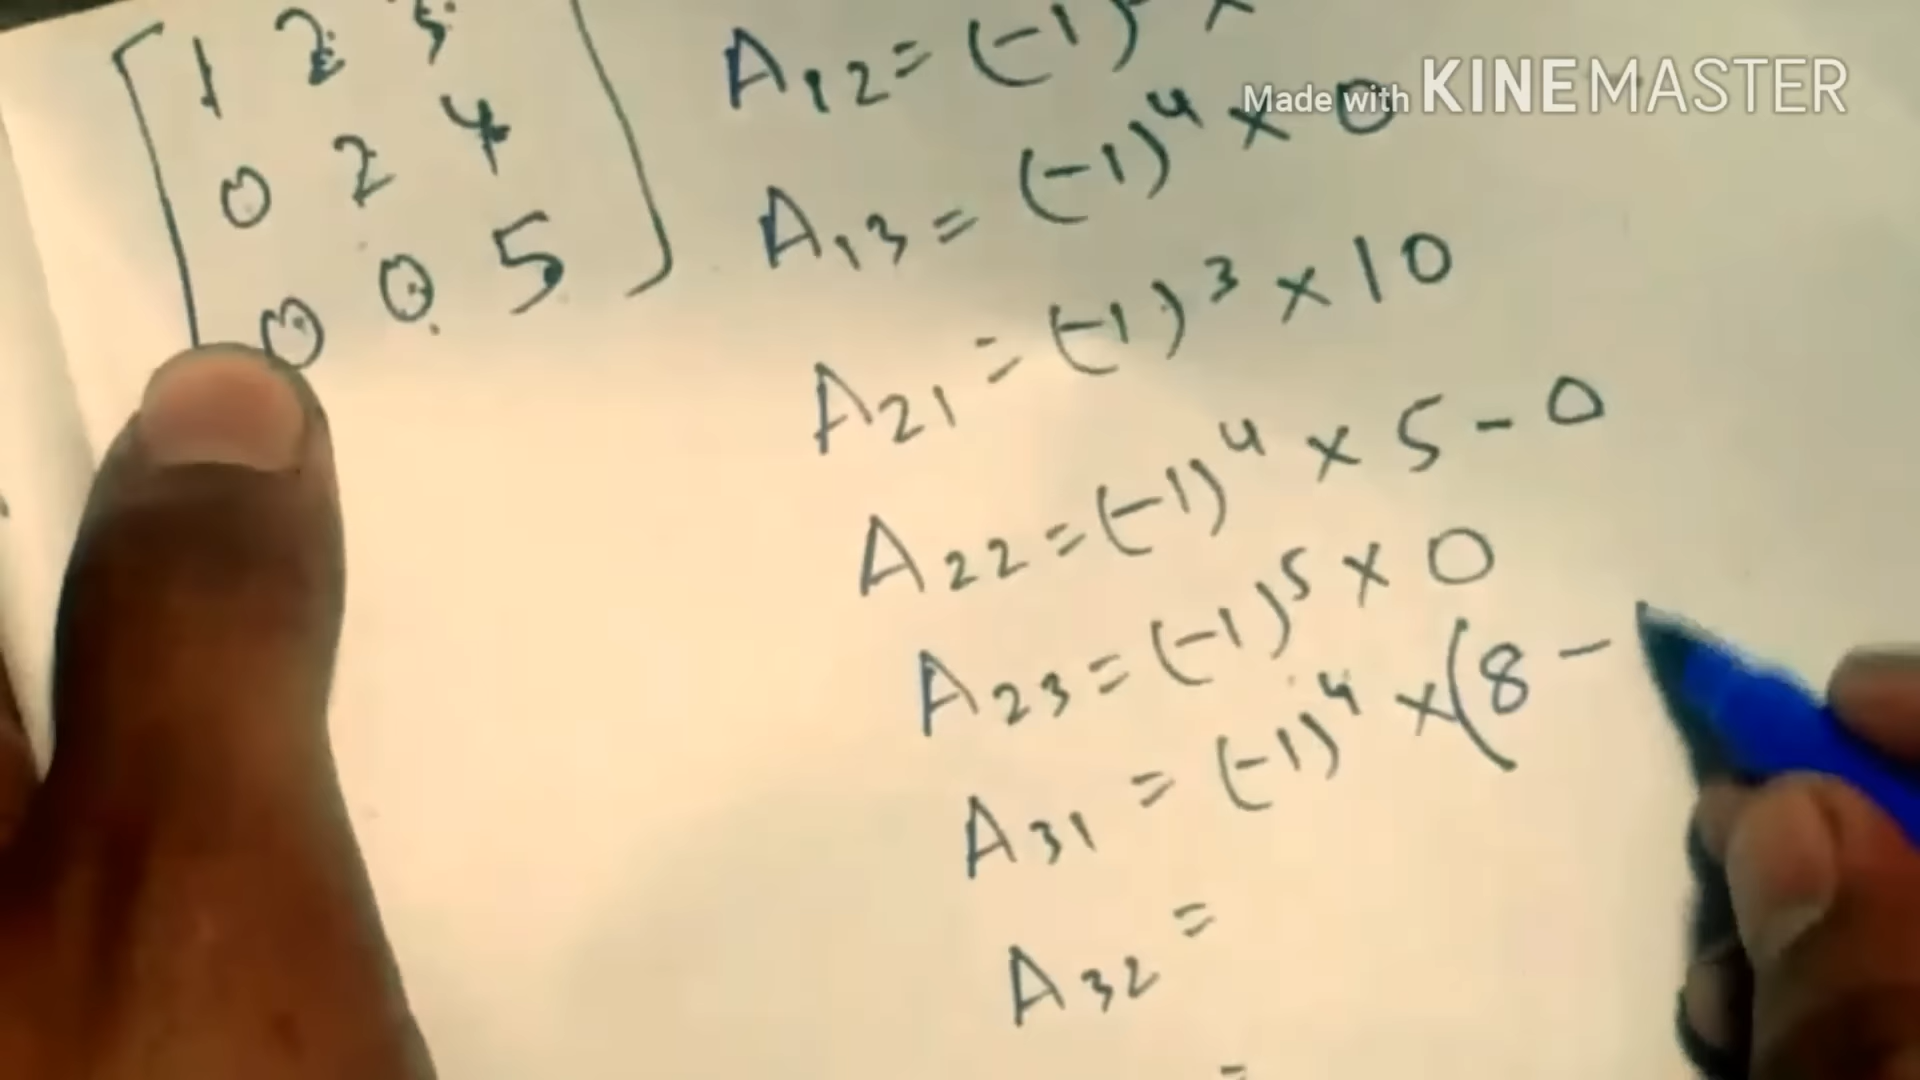 1 2 3
0 2 4
0 0 5
A12 = (-1)
A13 = (-1)^4 × 0
A21 = (-1)^3 × 10
A22 = (-1)^4 × 5 - 0
A23 = (-1)^5 × 0
A31 = (-1)^4 × (8 -
A32 =
=
Made with KINEMASTER